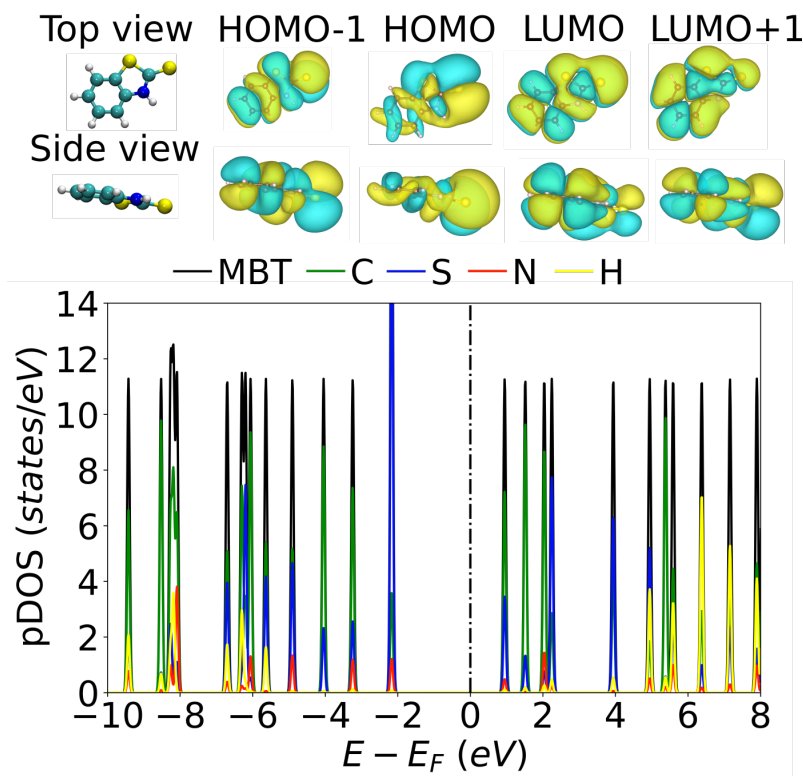 Top view HOMO-1 HOMO LUMO LUMO+1
Side view
MBT C S N H
14
12
10
8
6
4
2
0
pDOS (states/eV)
−10 −8 −6 −4 −2 0 2 4 6 8
E − E_F (eV)